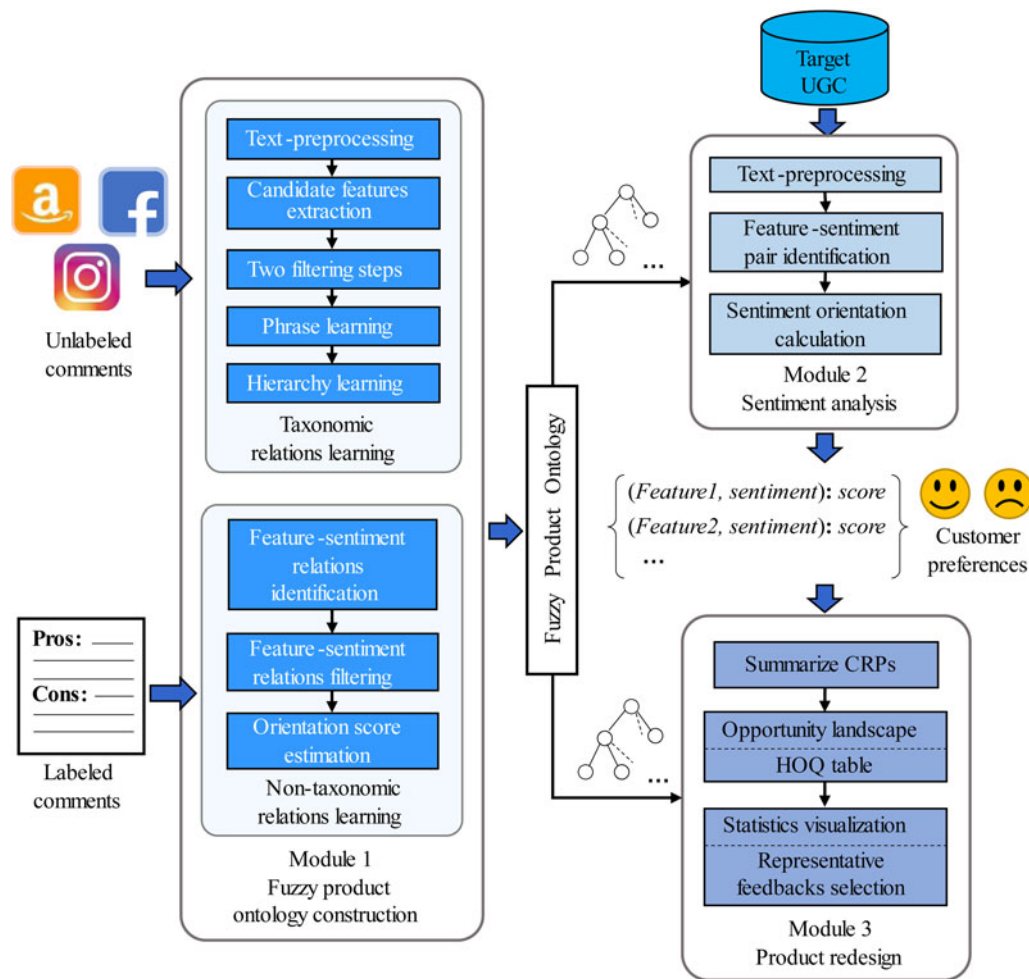 Target
UGC
Text-preprocessing
Candidate features
extraction
Two filtering steps
Phrase learning
Hierarchy learning
Taxonomic
relations learning
a
f
Unlabeled
comments
Feature-sentiment
relations
identification
Feature-sentiment
relations filtering
Orientation score
estimation
Non-taxonomic
relations learning
Module 1
Fuzzy product
ontology construction
Pros:
Cons:
Labeled
comments
Fuzzy Product Ontology
...
...
Text-preprocessing
Feature-sentiment
pair identification
Sentiment orientation
calculation
Module 2
Sentiment analysis
(Feature1, sentiment): score
(Feature2, sentiment): score
...
Customer
preferences
Summarize CRPs
Opportunity landscape
HOQ table
Statistics visualization
Representative
feedbacks selection
Module 3
Product redesign